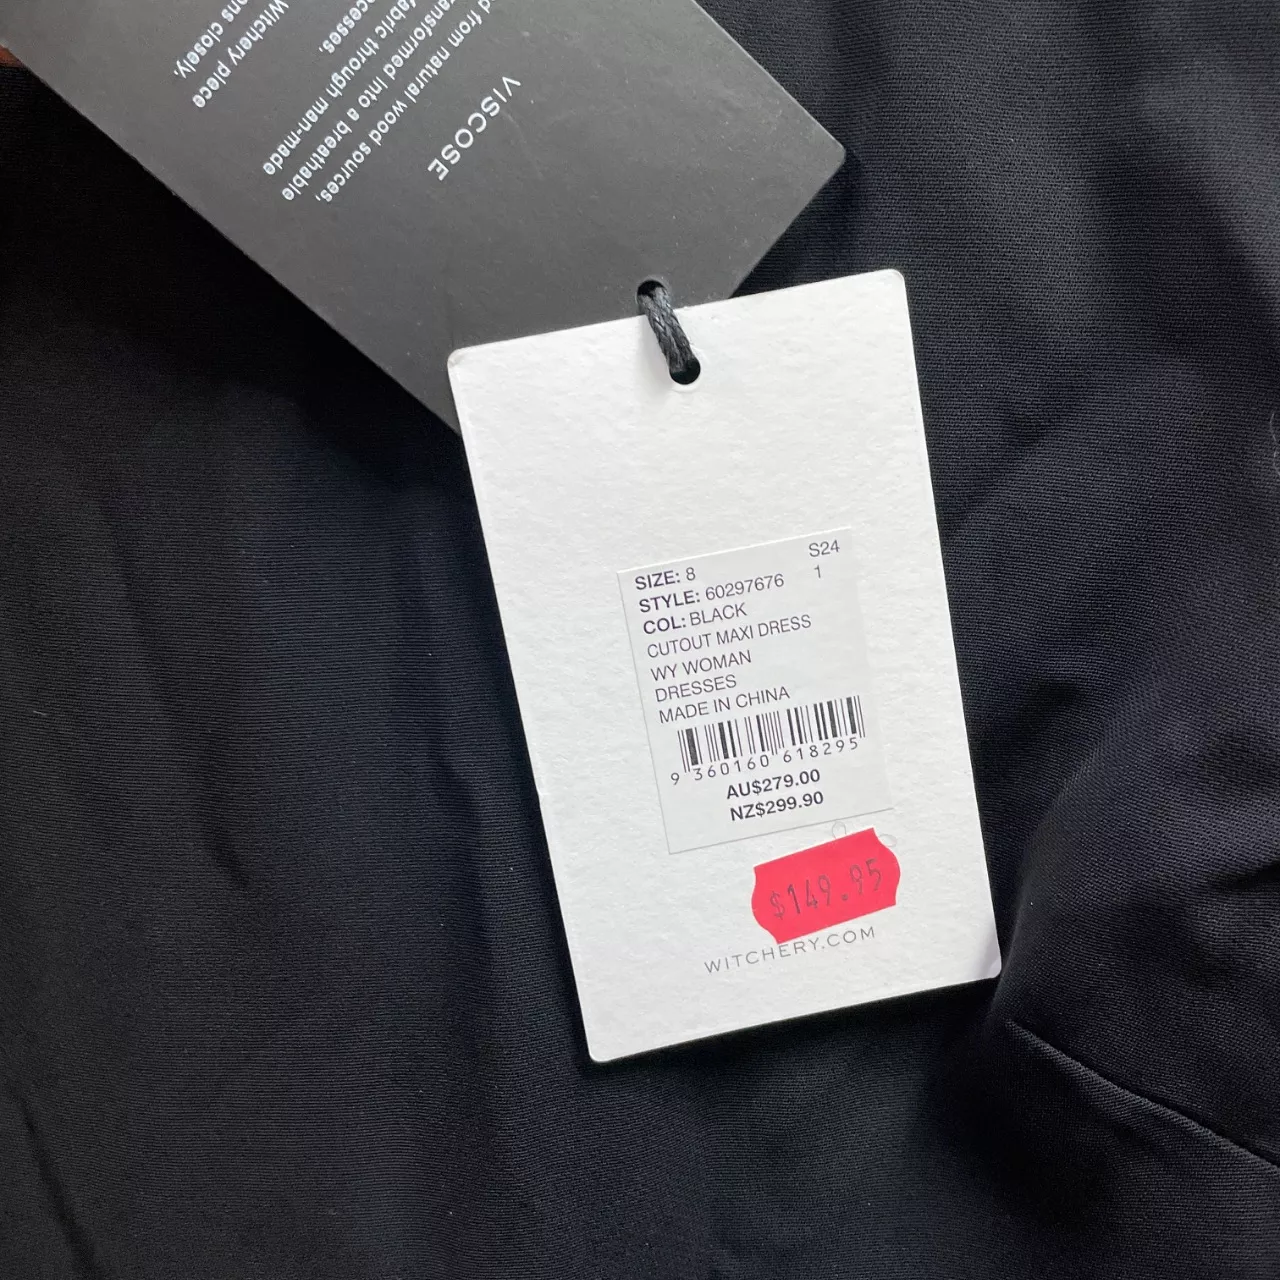 VISCOSE
d from natural wood sources,
transformed into a breathable
fabric through man-made
ocesses.
Witchery piece
ons closely.
S24
SIZE: 8
1
STYLE: 60297676
COL: BLACK
CUTOUT MAXI DRESS
WY WOMAN
DRESSES
MADE IN CHINA
9 360160 618295
AU$279.00
NZ$299.90
$149.95
WITCHERY.COM